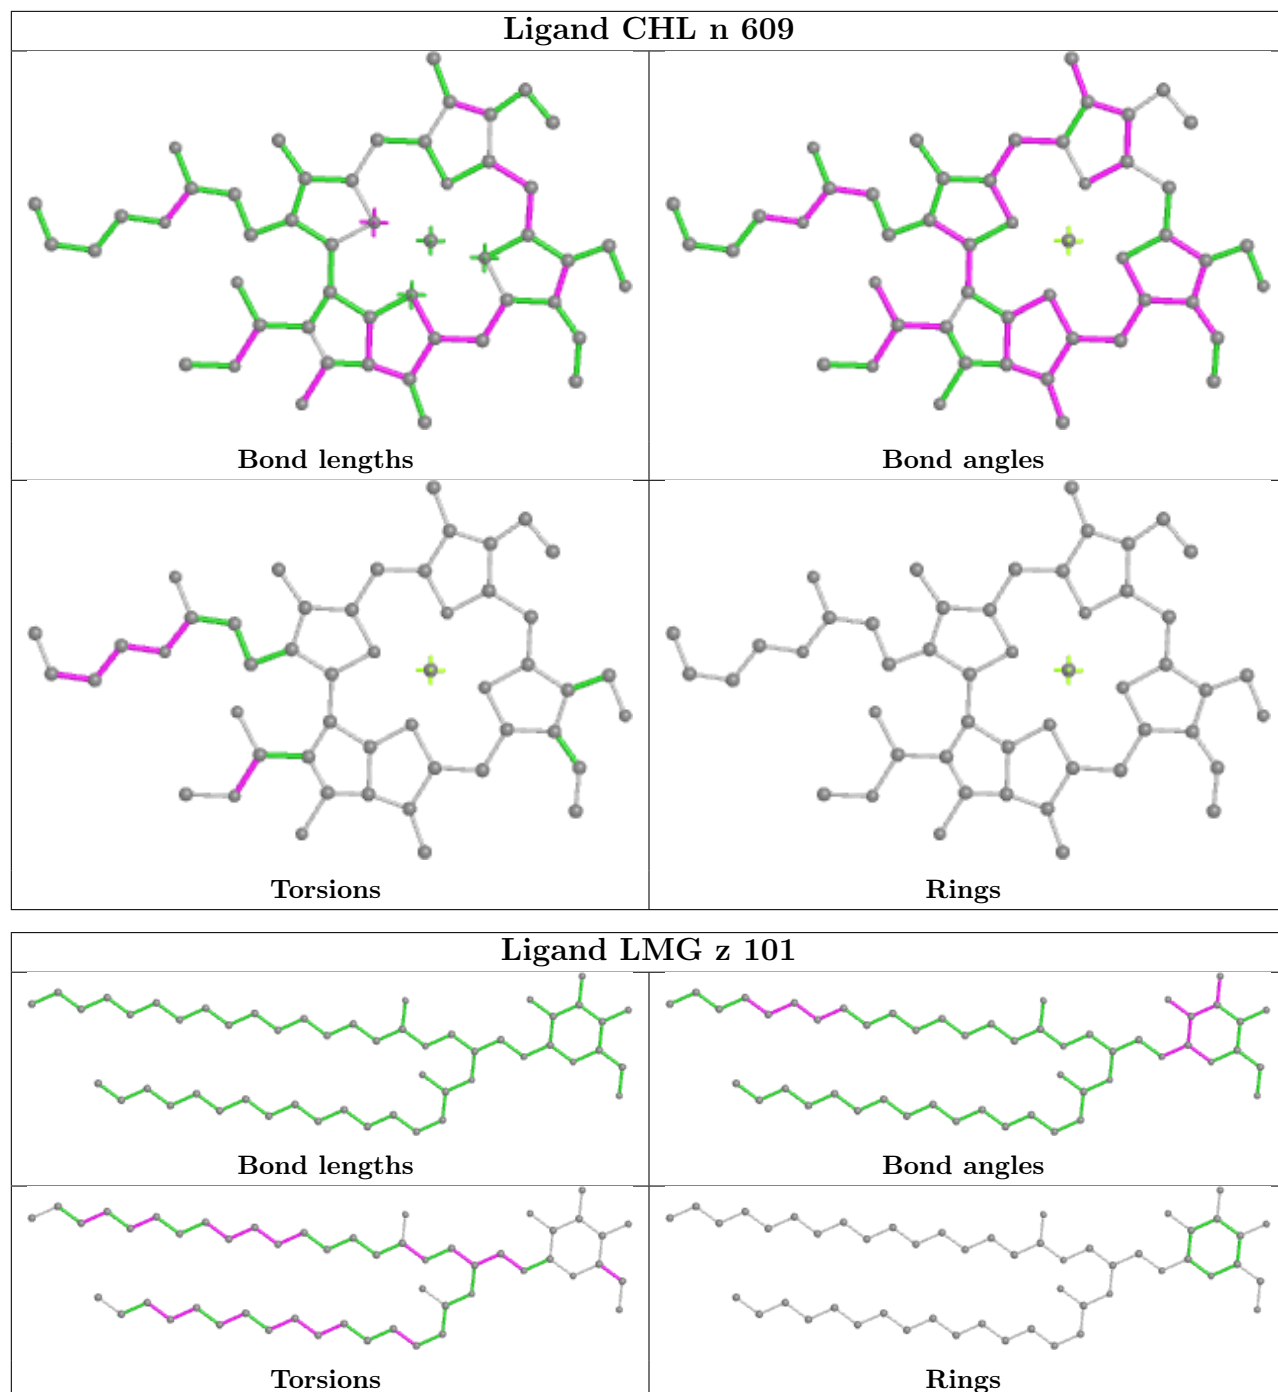 Ligand CHL n 609
Bond lengths
Bond angles
Torsions
Rings
Ligand LMG z 101
Bond lengths
Bond angles
Torsions
Rings